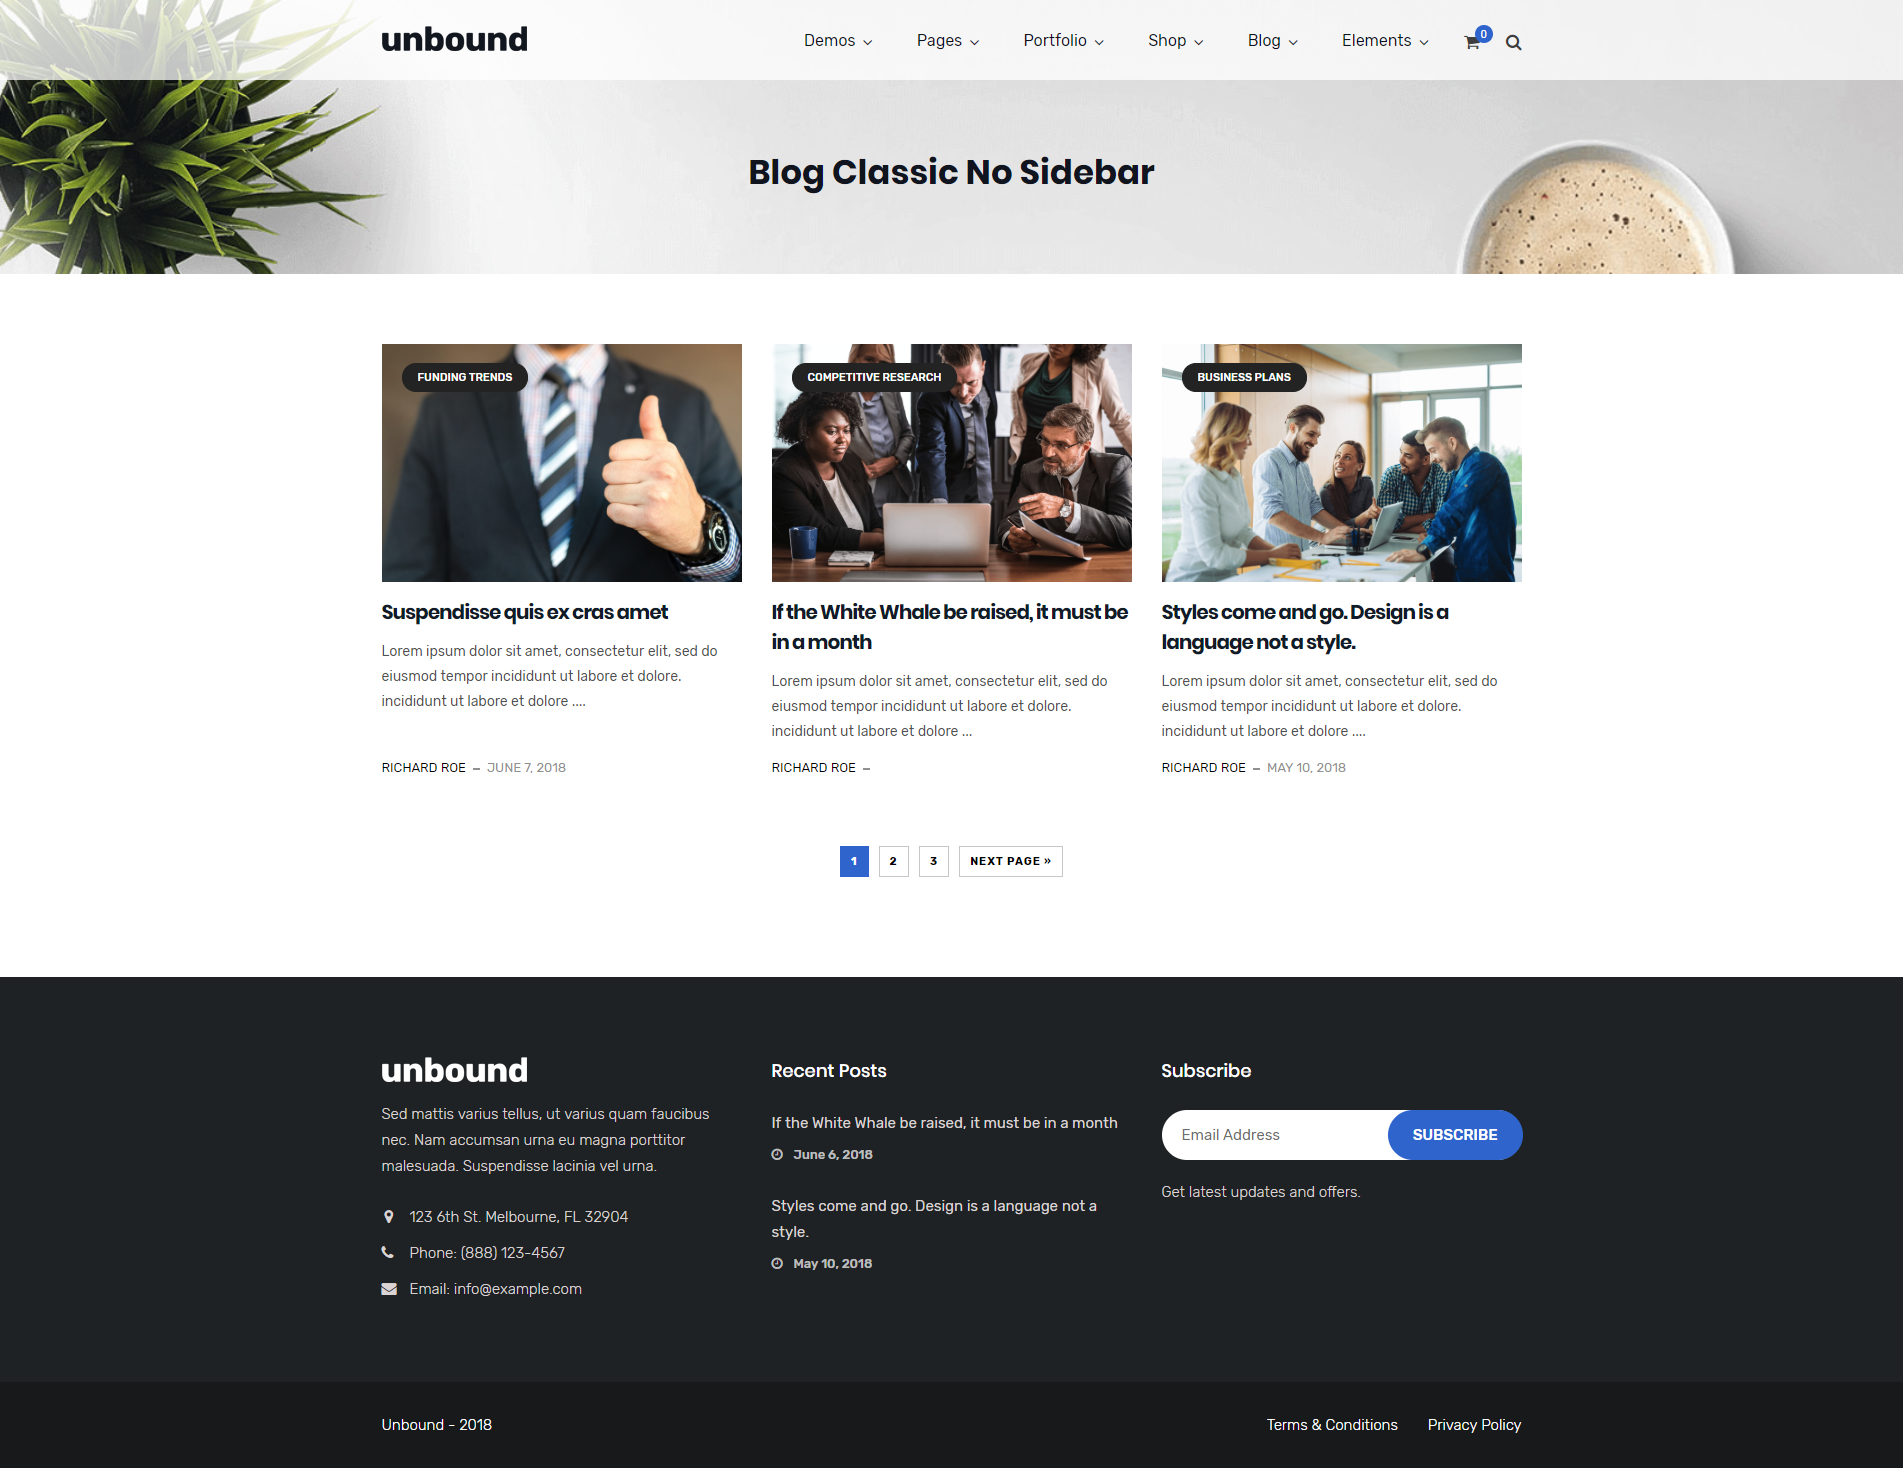 unbound
Demos Pages Portfolio Shop Blog Elements 0
Blog Classic No Sidebar
FUNDING TRENDS
Suspendisse quis ex cras amet
Lorem ipsum dolor sit amet, consectetur elit, sed do
eiusmod tempor incididunt ut labore et dolore.
incididunt ut labore et dolore ....
RICHARD ROE – JUNE 7, 2018
COMPETITIVE RESEARCH
If the White Whale be raised, it must be
in a month
Lorem ipsum dolor sit amet, consectetur elit, sed do
eiusmod tempor incididunt ut labore et dolore.
incididunt ut labore et dolore ...
RICHARD ROE –
BUSINESS PLANS
Styles come and go. Design is a
language not a style.
Lorem ipsum dolor sit amet, consectetur elit, sed do
eiusmod tempor incididunt ut labore et dolore.
incididunt ut labore et dolore ....
RICHARD ROE – MAY 10, 2018
1 2 3 NEXT PAGE »
unbound
Sed mattis varius tellus, ut varius quam faucibus
nec. Nam accumsan urna eu magna porttitor
malesuada. Suspendisse lacinia vel urna.
123 6th St. Melbourne, FL 32904
Phone: (888) 123-4567
Email: info@example.com
Recent Posts
If the White Whale be raised, it must be in a month
June 6, 2018
Styles come and go. Design is a language not a
style.
May 10, 2018
Subscribe
Email Address SUBSCRIBE
Get latest updates and offers.
Unbound - 2018
Terms & Conditions Privacy Policy